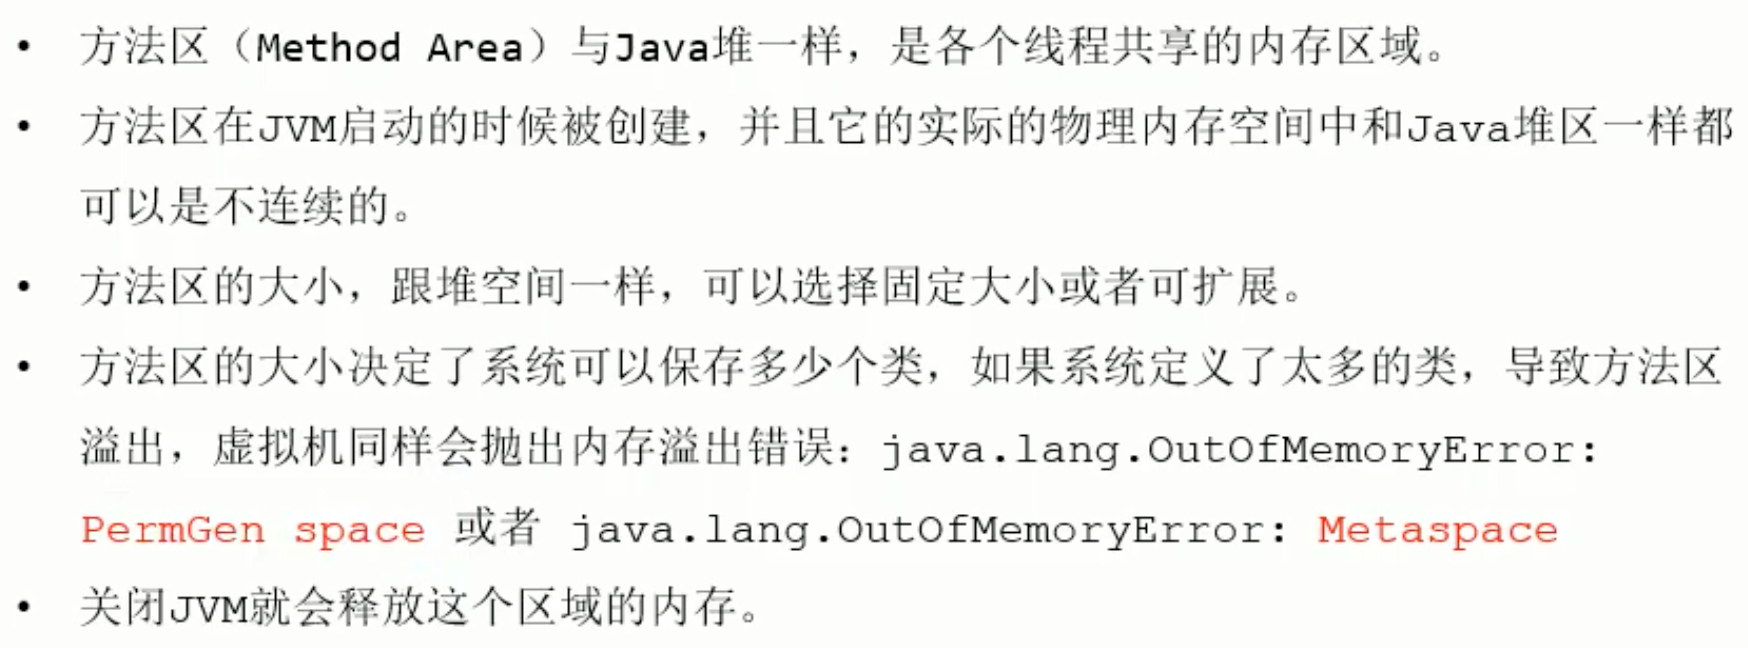 • 方法区（Method Area）与Java堆一样，是各个线程共享的内存区域。
• 方法区在JVM启动的时候被创建，并且它的实际的物理内存空间中和Java堆区一样都
可以是不连续的。
• 方法区的大小，跟堆空间一样，可以选择固定大小或者可扩展。
• 方法区的大小决定了系统可以保存多少个类，如果系统定义了太多的类，导致方法区
溢出，虚拟机同样会抛出内存溢出错误：java.lang.OutOfMemoryError:
PermGen space 或者 java.lang.OutOfMemoryError: Metaspace
• 关闭JVM就会释放这个区域的内存。